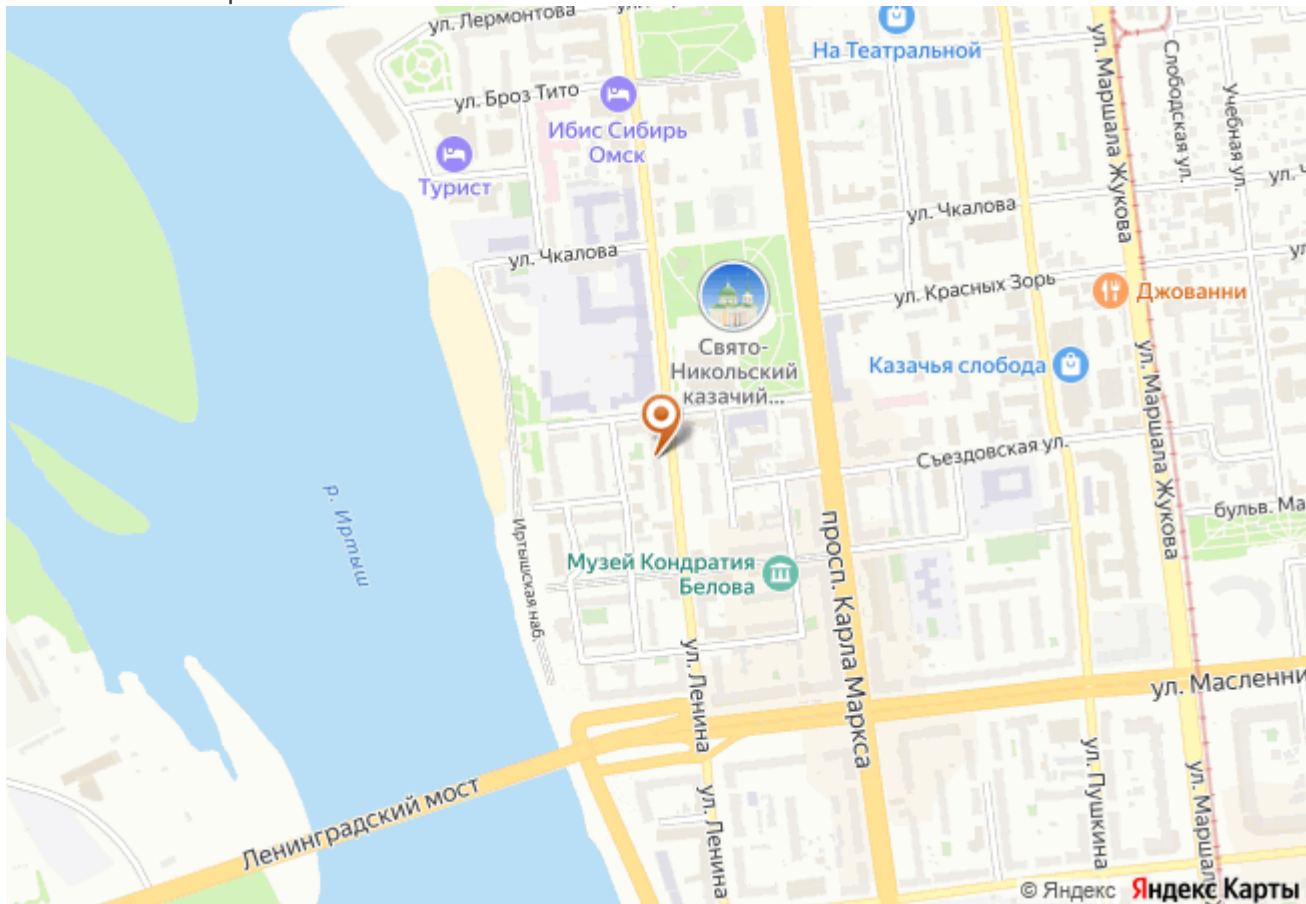 ул. Лермонтова
На Театральной
ул. Маршала Жукова
Слободская ул.
Учебная ул.
ул. Броз Тито
Ибис Сибирь
Омск
Турист
ул. Чкалова
ул. Чкалова
ул. Красных Зорь
Джованни
Свято-
Никольский
казачий...
Казачья слобода
ул. Маршала Жукова
Съездовская ул.
р. Иртыш
Иртышская наб.
просп. Карла Маркса
бульв. Ма
Музей Кондратия
Белова
ул. Ленина
ул. Масленни
ул. Пушкина
ул. Ленина
ул. Маршал
Ленинградский мост
© Яндекс Яндекс Карты